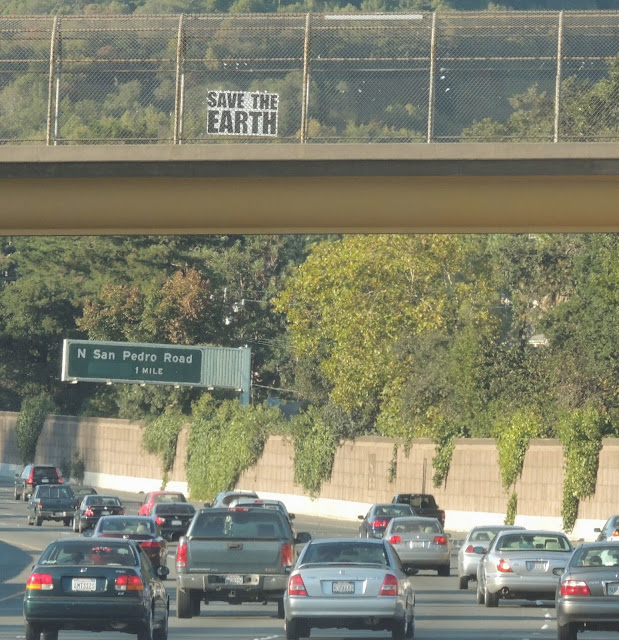 SAVE THE
EARTH
N San Pedro Road
1 MILE